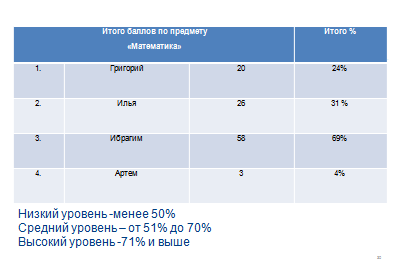 Итого баллов по предмету Итого %
«Математика»
1. Григорий 20 24%
2. Илья 26 31 %
3. Ибрагим 58 69%
4. Артем 3 4%
Низкий уровень -менее 50%
Средний уровень – от 51% до 70%
Высокий уровень -71% и выше